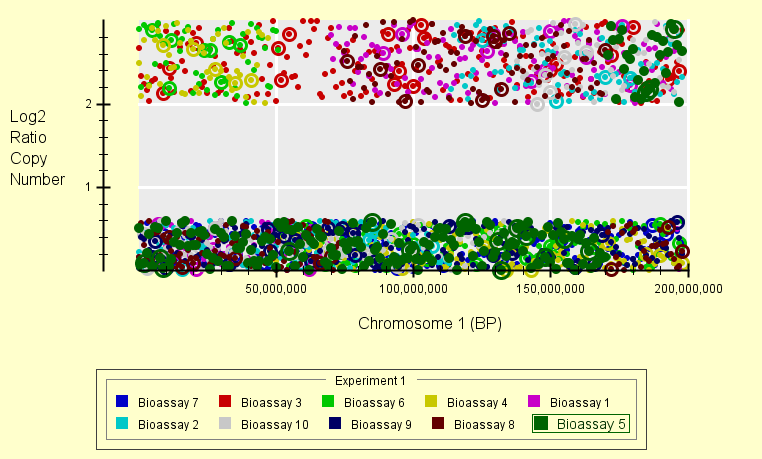 Log2
Ratio
Copy
Number
2
1
50,000,000 100,000,000 150,000,000 200,000,000
Chromosome 1 (BP)
Experiment 1
Bioassay 7 Bioassay 3 Bioassay 6 Bioassay 4 Bioassay 1
Bioassay 2 Bioassay 10 Bioassay 9 Bioassay 8 Bioassay 5